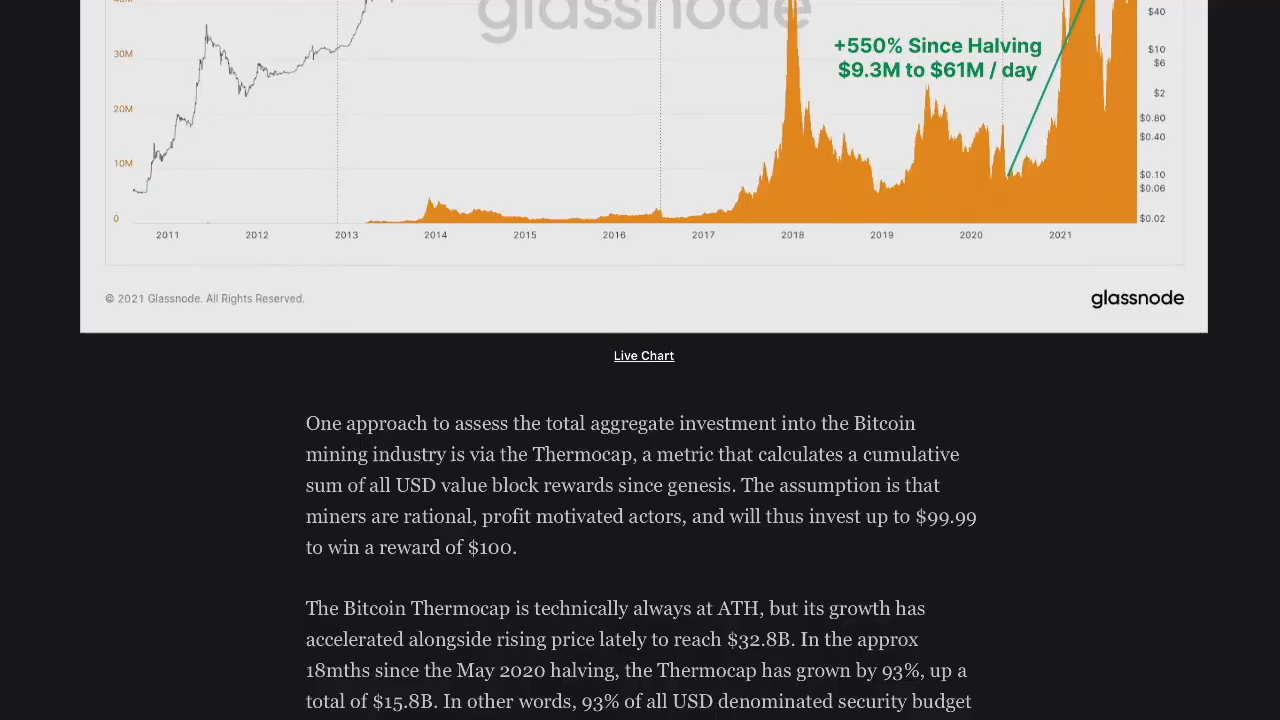 glassnode
40M
$40
+550% Since Halving
$9.3M to $61M / day
30M
$10
$6
$2
20M
$0.80
$0.40
10M
$0.10
$0.06
0
$0.02
2011 2012 2013 2014 2015 2016 2017 2018 2019 2020 2021
© 2021 Glassnode. All Rights Reserved.
glassnode
Live Chart
One approach to assess the total aggregate investment into the Bitcoin
mining industry is via the Thermocap, a metric that calculates a cumulative
sum of all USD value block rewards since genesis. The assumption is that
miners are rational, profit motivated actors, and will thus invest up to $99.99
to win a reward of $100.
The Bitcoin Thermocap is technically always at ATH, but its growth has
accelerated alongside rising price lately to reach $32.8B. In the approx
18mths since the May 2020 halving, the Thermocap has grown by 93%, up a
total of $15.8B. In other words, 93% of all USD denominated security budget